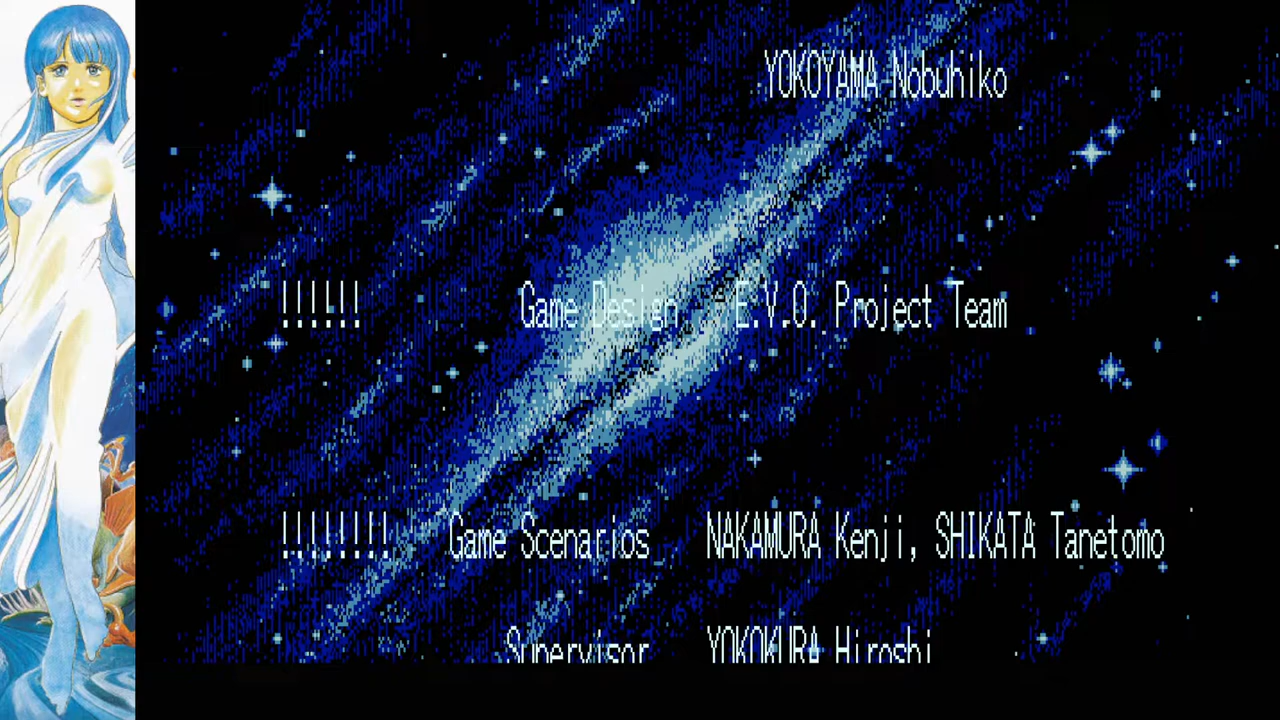 YOKOYAMA Nobuhiko
!!!!!! Game Design E.V.O. Project Team
!!!!!!!! Game Scenarios NAKAMURA Kenji, SHIKATA Tanetomo
Supervisor YOKOKURA Hiroshi